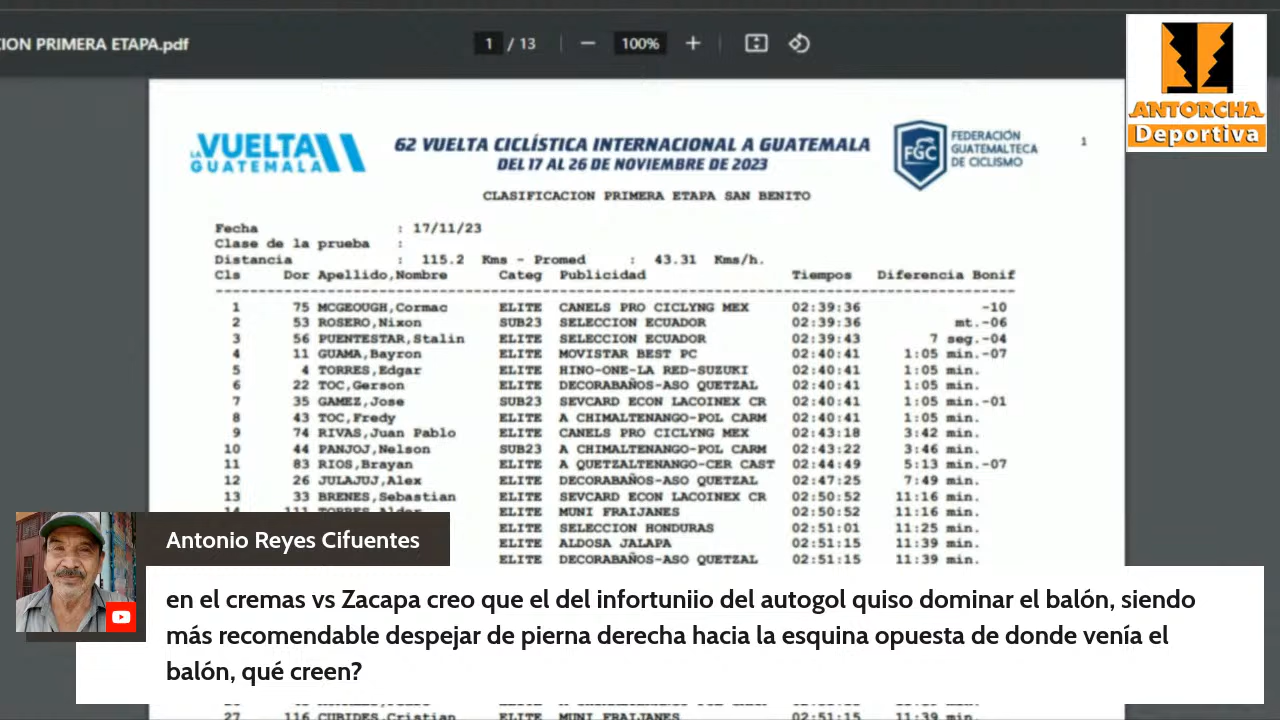 ION PRIMERA ETAPA.pdf
1 / 13
100%
ANTORCHA
Deportiva
LA VUELTA
GUATEMALA
62 VUELTA CICLÍSTICA INTERNACIONAL A GUATEMALA
DEL 17 AL 26 DE NOVIEMBRE DE 2023
FGC
FEDERACIÓN
GUATEMALTECA
DE CICLISMO
1
CLASIFICACION PRIMERA ETAPA SAN BENITO
Fecha : 17/11/23
Clase de la prueba :
Distancia : 115.2 Kms - Promed : 43.31 Kms/h.
Cls Dor Apellido,Nombre Categ Publicidad Tiempos Diferencia Bonif
1 75 MCGEOUGH,Cormac ELITE CANELS PRO CICLYNG MEX 02:39:36 -10
2 53 ROSERO,Nixon SUB23 SELECCION ECUADOR 02:39:36 mt.-06
3 56 PUENTESTAR,Stalin ELITE SELECCION ECUADOR 02:39:43 7 seg.-04
4 11 GUAMA,Bayron ELITE MOVISTAR BEST PC 02:40:41 1:05 min.-07
5 4 TORRES,Edgar ELITE HINO-ONE-LA RED-SUZUKI 02:40:41 1:05 min.
6 22 TOC,Gerson ELITE DECORABAÑOS-ASO QUETZAL 02:40:41 1:05 min.
7 35 GAMEZ,Jose SUB23 SEVCARD ECON LACOINEX CR 02:40:41 1:05 min.-01
8 43 TOC,Fredy ELITE A CHIMALTENANGO-POL CARM 02:40:41 1:05 min.
9 74 RIVAS,Juan Pablo ELITE CANELS PRO CICLYNG MEX 02:43:18 3:42 min.
10 44 PANJOJ,Nelson SUB23 A CHIMALTENANGO-POL CARM 02:43:22 3:46 min.
11 83 RIOS,Brayan ELITE A QUETZALTENANGO-CER CAST 02:44:49 5:13 min.-07
12 26 JULAJUJ,Alex ELITE DECORABAÑOS-ASO QUETZAL 02:47:25 7:49 min.
13 33 BRENES,Sebastian ELITE SEVCARD ECON LACOINEX CR 02:50:52 11:16 min.
ELITE MUNI FRAIJANES 02:50:52 11:16 min.
ELITE SELECCION HONDURAS 02:51:01 11:25 min.
ELITE ALDOSA JALAPA 02:51:15 11:39 min.
ELITE DECORABAÑOS-ASO QUETZAL 02:51:15 11:39 min.
Antonio Reyes Cifuentes
en el cremas vs Zacapa creo que el del infortuniio del autogol quiso dominar el balón, siendo
más recomendable despejar de pierna derecha hacia la esquina opuesta de donde venía el
balón, qué creen?
27 116 CUBIDES,Cristian ELITE MUNI FRAIJANES 02:51:15 11:39 min.